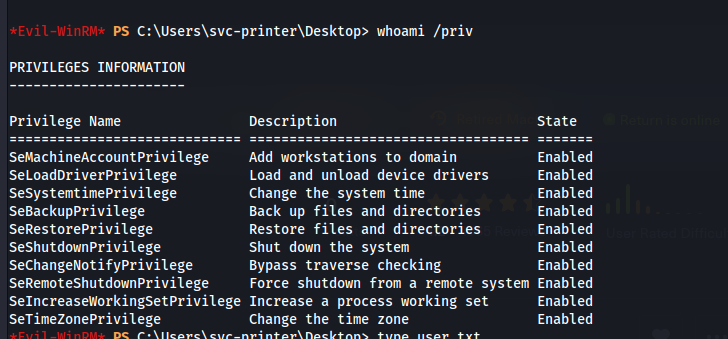 *Evil-WinRM* PS C:\Users\svc-printer\Desktop> whoami /priv
PRIVILEGES INFORMATION
----------------------
Privilege Name Description State
============================= =================================== =======
SeMachineAccountPrivilege Add workstations to domain Enabled
SeLoadDriverPrivilege Load and unload device drivers Enabled
SeSystemtimePrivilege Change the system time Enabled
SeBackupPrivilege Back up files and directories Enabled
SeRestorePrivilege Restore files and directories Enabled
SeShutdownPrivilege Shut down the system Enabled
SeChangeNotifyPrivilege Bypass traverse checking Enabled
SeRemoteShutdownPrivilege Force shutdown from a remote system Enabled
SeIncreaseWorkingSetPrivilege Increase a process working set Enabled
SeTimeZonePrivilege Change the time zone Enabled
*Evil-WinRM* PS C:\Users\svc-printer\Desktop> type user.txt
Return is online